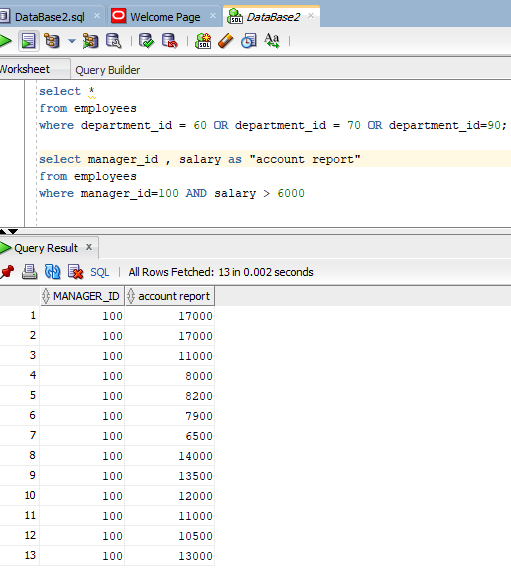 DataBase2.sql
Welcome Page
DataBase2
SQL
Aa
Worksheet
Query Builder
select *
from employees
where department_id = 60 OR department_id = 70 OR department_id=90;
select manager_id , salary as "account report"
from employees
where manager_id=100 AND salary > 6000
Query Result
SQL
All Rows Fetched: 13 in 0.002 seconds
MANAGER_ID account report
1 100 17000
2 100 17000
3 100 11000
4 100 8000
5 100 8200
6 100 7900
7 100 6500
8 100 14000
9 100 13500
10 100 12000
11 100 11000
12 100 10500
13 100 13000